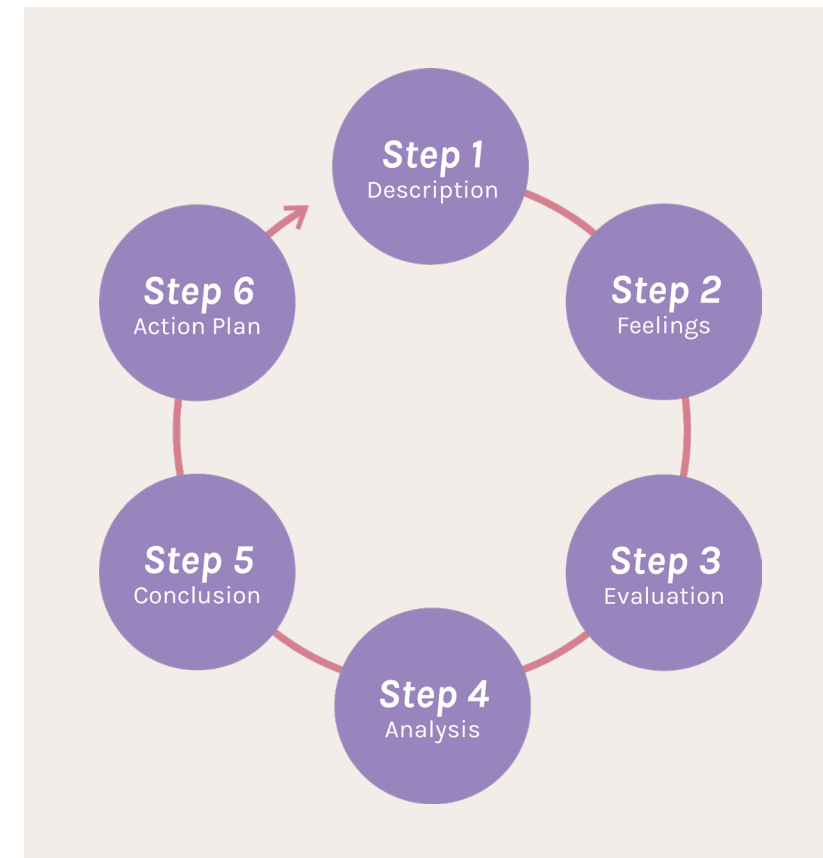 Step 1
Description
Step 2
Feelings
Step 3
Evaluation
Step 4
Analysis
Step 5
Conclusion
Step 6
Action Plan